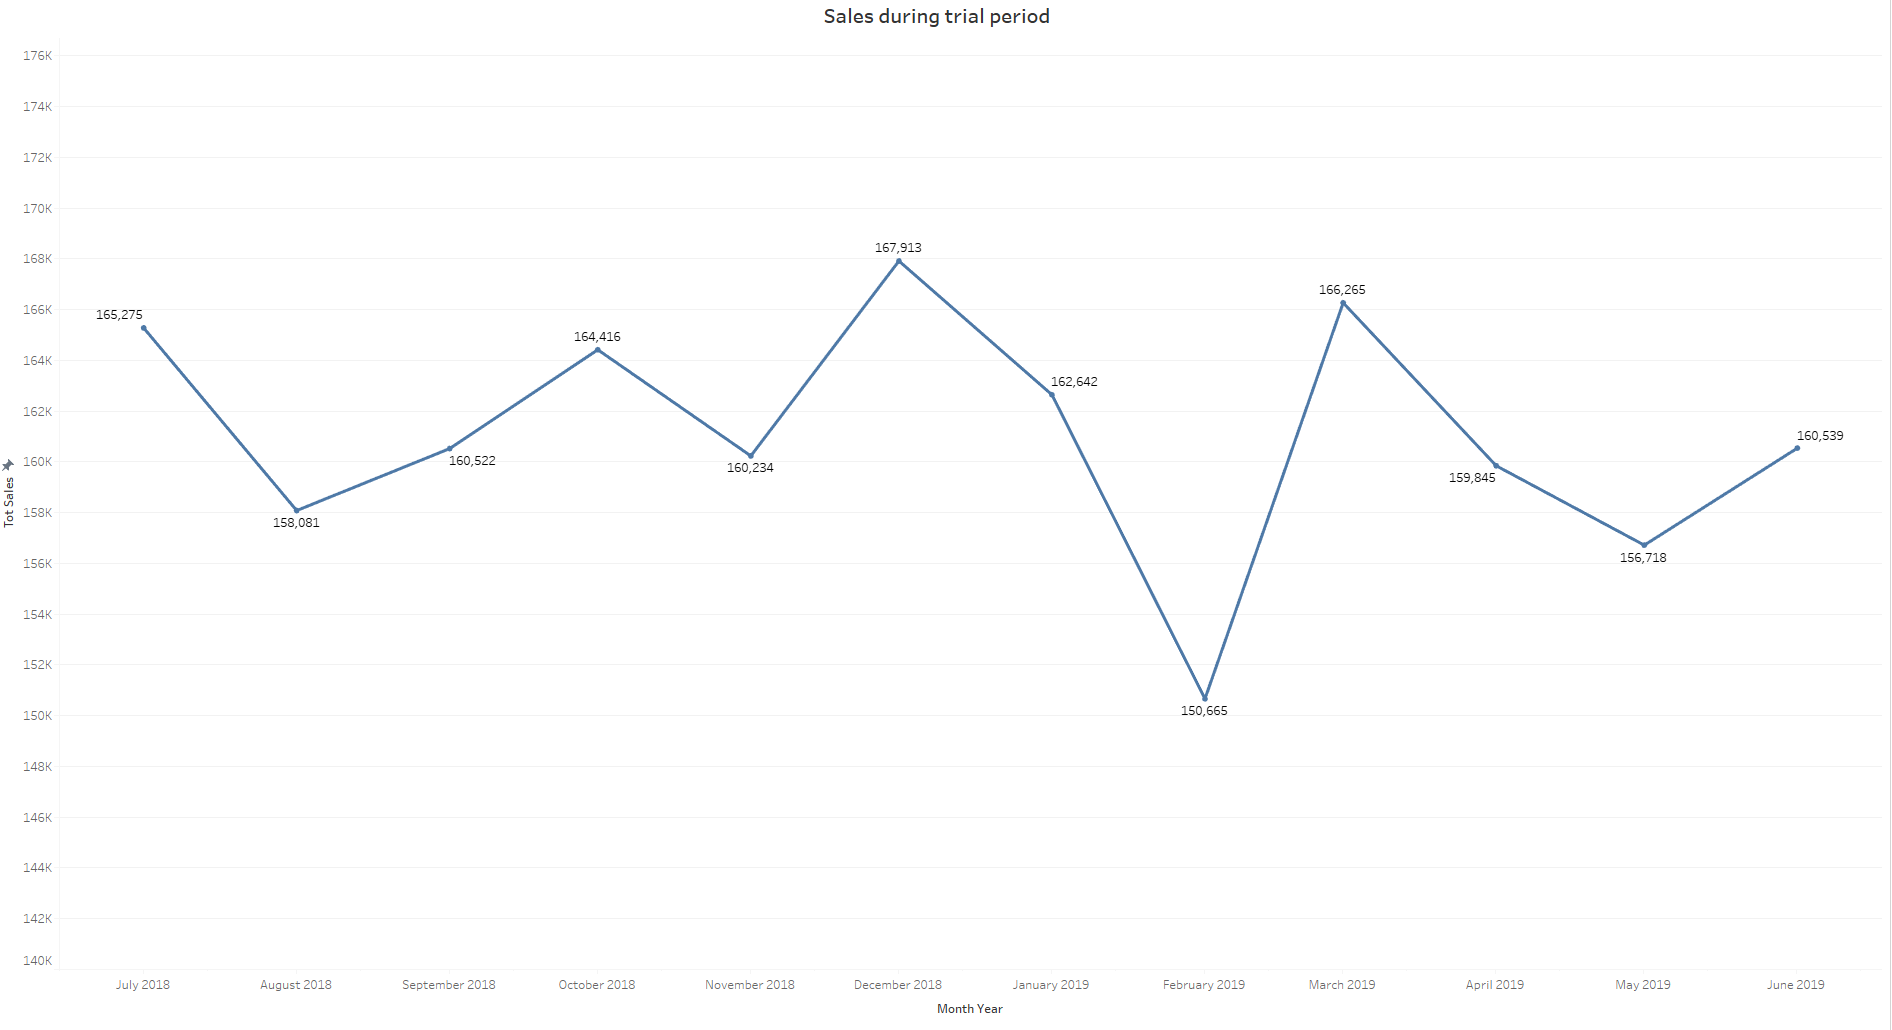 Sales during trial period
176K
174K
172K
170K
168K
166K
164K
162K
160K
158K
156K
154K
152K
150K
148K
146K
144K
142K
140K
Tot Sales
165,275
158,081
160,522
164,416
160,234
167,913
162,642
150,665
166,265
159,845
156,718
160,539
July 2018 August 2018 September 2018 October 2018 November 2018 December 2018 January 2019 February 2019 March 2019 April 2019 May 2019 June 2019
Month Year